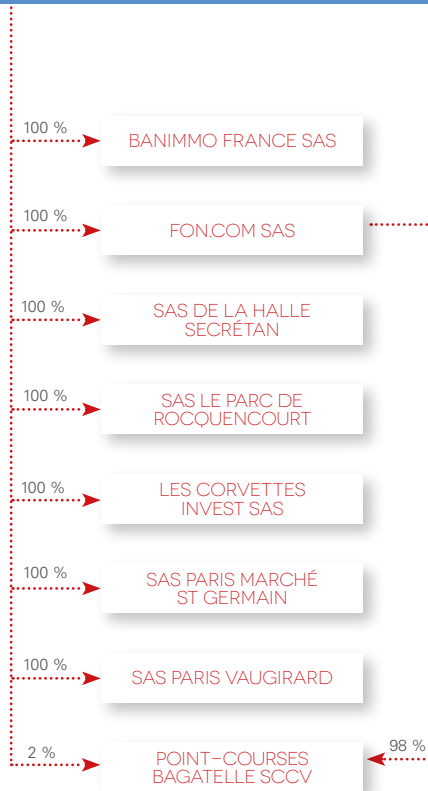 100 %
BANIMMO FRANCE SAS
100 %
FON.COM SAS
100 %
SAS DE LA HALLE
SECRÉTAN
100 %
SAS LE PARC DE
ROCQUENCOURT
100 %
LES CORVETTES
INVEST SAS
100 %
SAS PARIS MARCHÉ
ST GERMAIN
100 %
SAS PARIS VAUGIRARD
2 %
POINT-COURSES
BAGATELLE SCCV
98 %